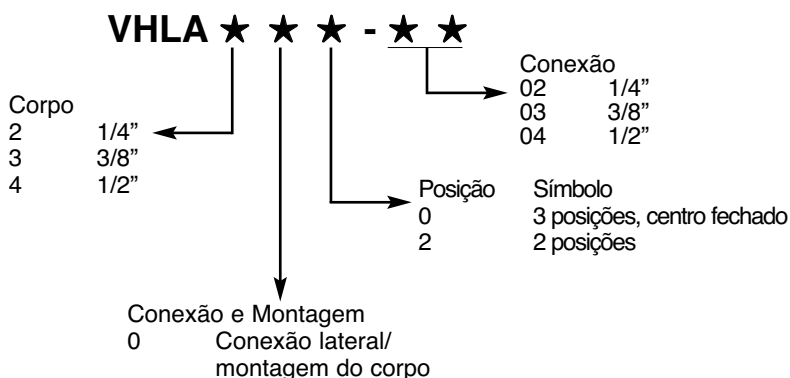 VHLA ★ ★ ★ - ★ ★
Corpo
2 1/4”
3 3/8”
4 1/2”
Conexão
02 1/4”
03 3/8”
04 1/2”
Posição Símbolo
0 3 posições, centro fechado
2 2 posições
Conexão e Montagem
0 Conexão lateral/
montagem do corpo